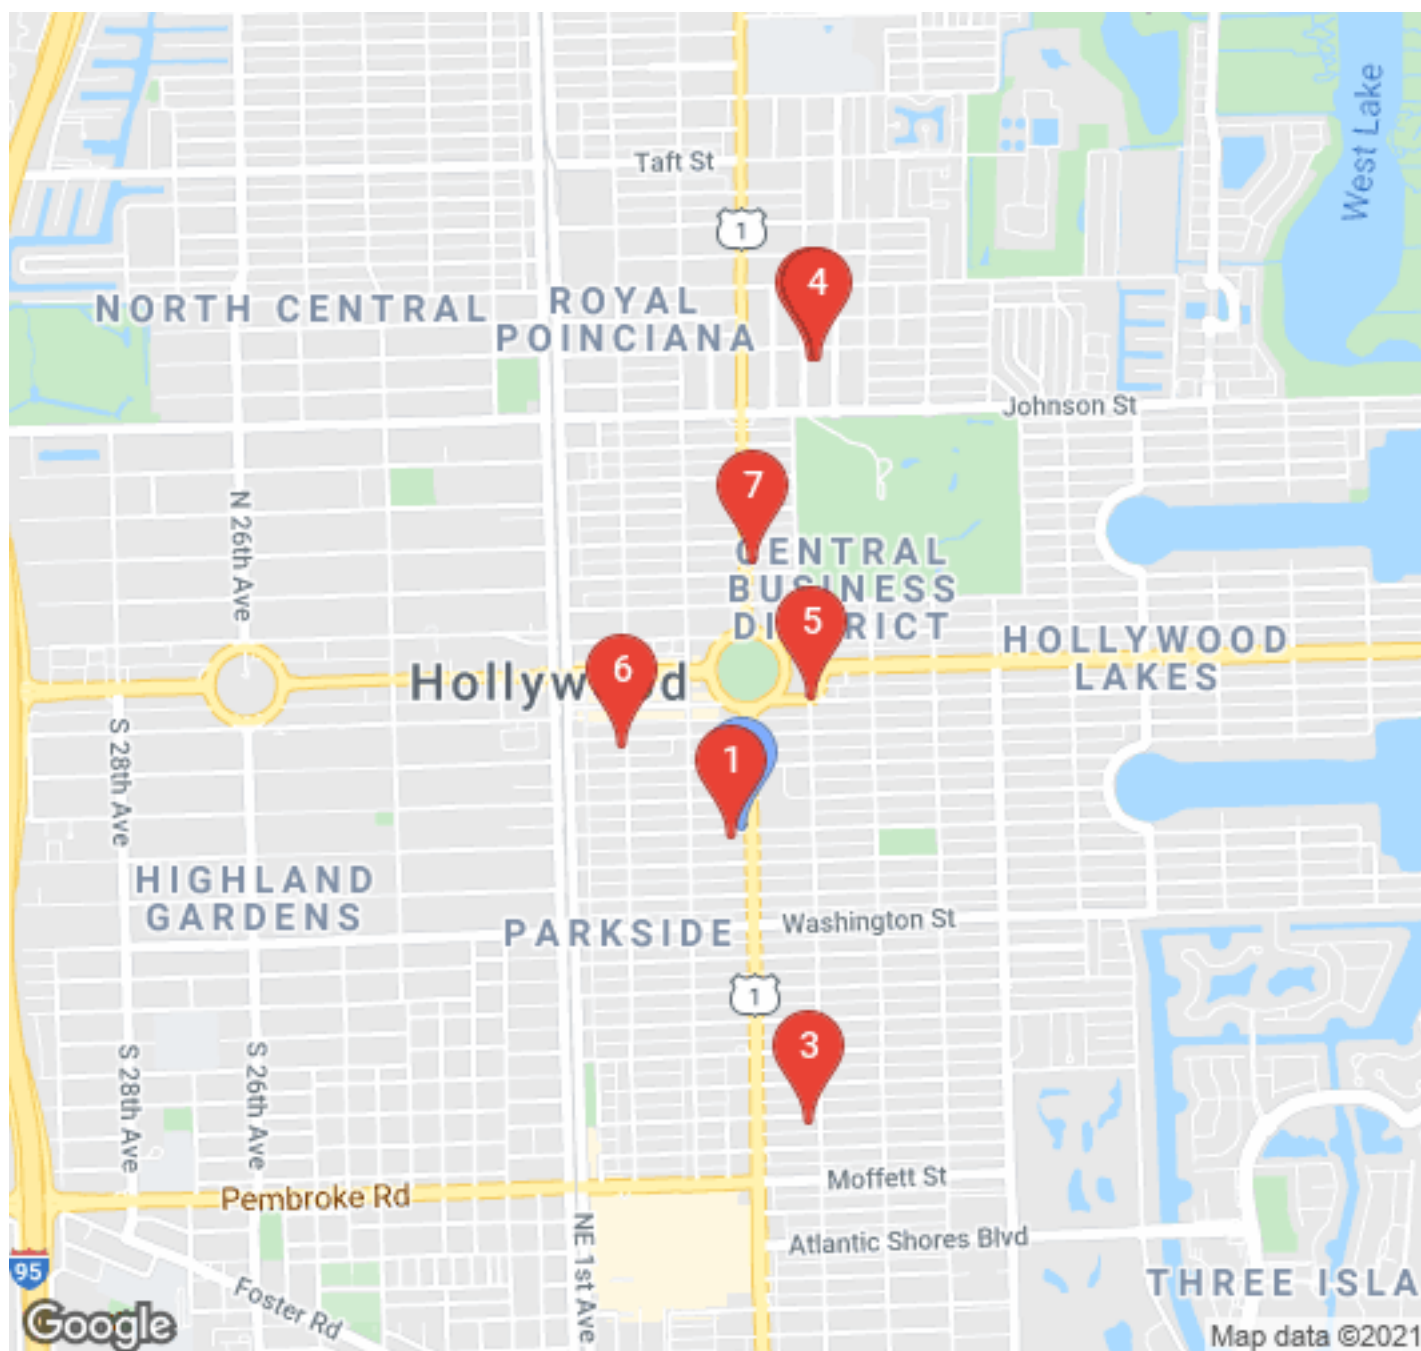 West Lake
Taft St
1
4
NORTH CENTRAL
ROYAL
POINCIANA
Johnson St
7
N 26th Ave
CENTRAL
BUSINESS
DISTRICT
5
HOLLYWOOD
LAKES
6
Hollywood
1
S 28th Ave
HIGHLAND
GARDENS
PARKSIDE
Washington St
1
3
S 28th Ave
S 26th Ave
Moffett St
Pembroke Rd
NE 1st Ave.
Atlantic Shores Blvd
95
Foster Rd
THREE ISLA
Google
Map data ©2021